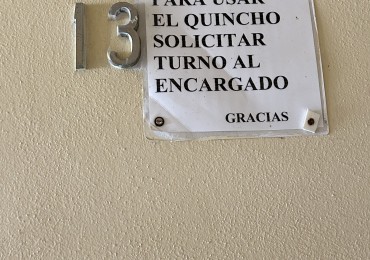 13
PARA USAR
EL QUINCHO
SOLICITAR
TURNO AL
ENCARGADO
GRACIAS